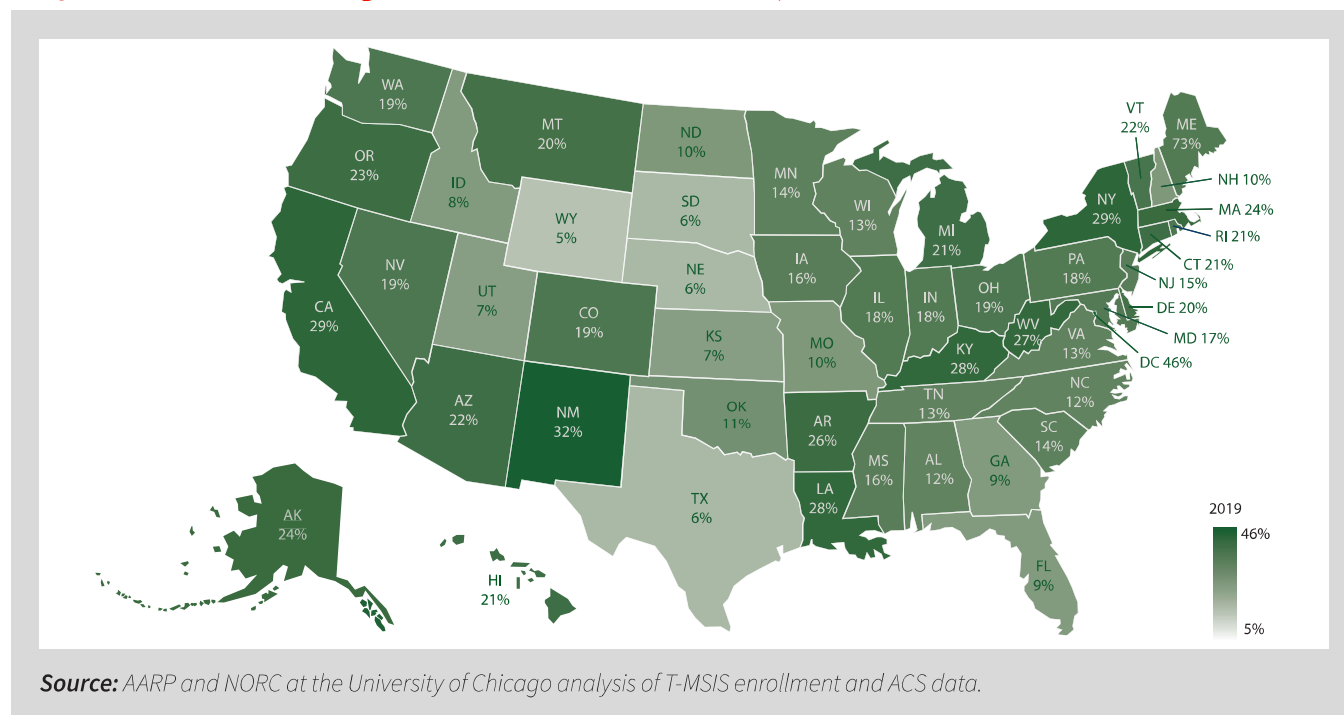 WA
19%
MT
20%
ND
10%
VT
22%
ME
73%
OR
23%
ID
8%
MN
14%
NH 10%
WY
5%
SD
6%
WI
13%
MI
21%
NY
29%
MA 24%
RI 21%
CT 21%
NJ 15%
DE 20%
MD 17%
DC 46%
NV
19%
UT
7%
NE
6%
IA
16%
PA
18%
CA
29%
CO
19%
KS
7%
MO
10%
IL
18%
IN
18%
OH
19%
WV
27%
VA
13%
KY
28%
AZ
22%
NM
32%
OK
11%
AR
26%
TN
13%
NC
12%
SC
14%
MS
16%
AL
12%
GA
9%
TX
6%
LA
28%
FL
9%
AK
24%
HI
21%
2019
46%
5%
Source: AARP and NORC at the University of Chicago analysis of T-MSIS enrollment and ACS data.